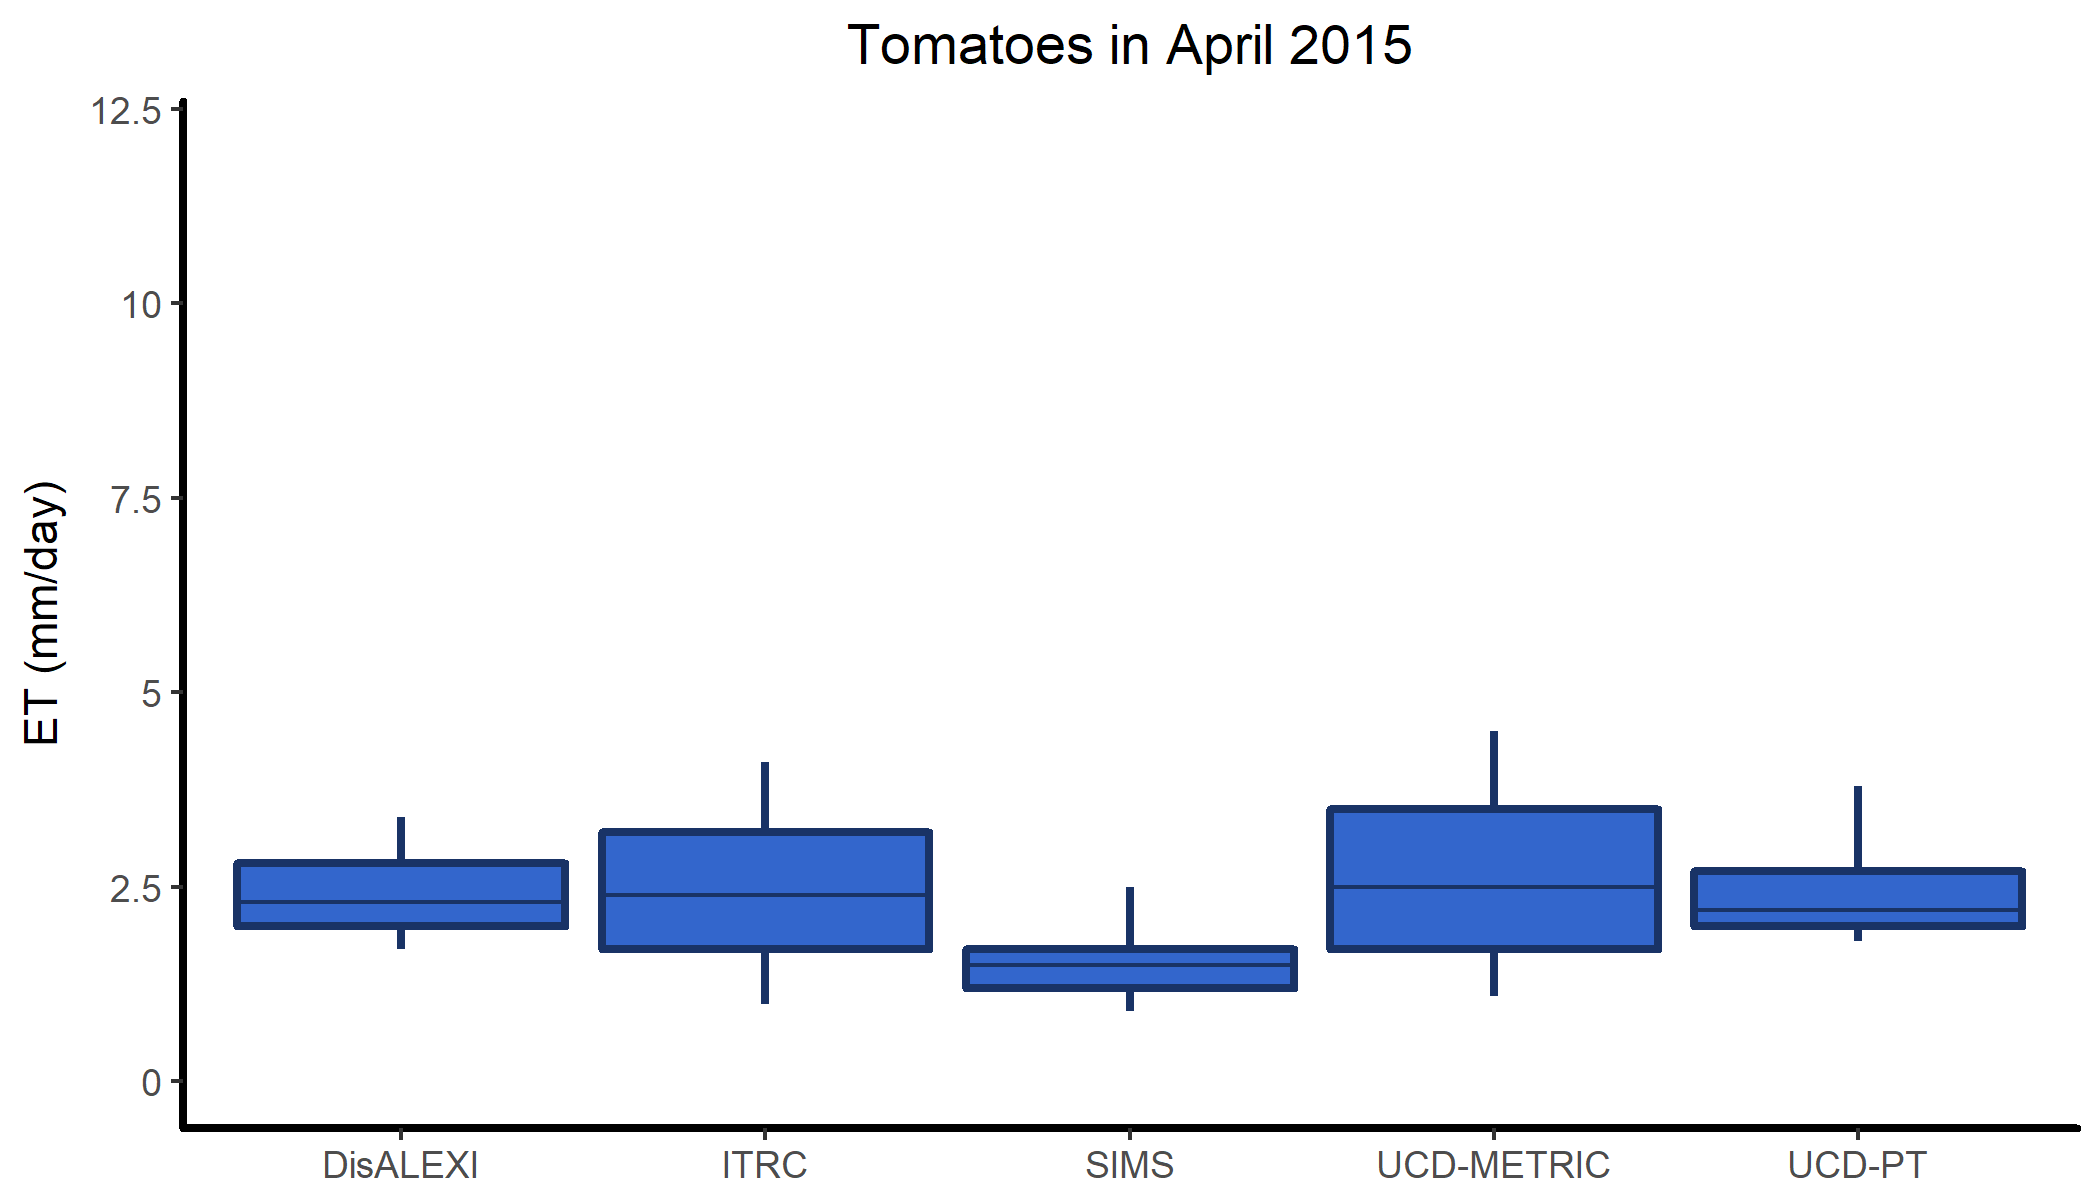 Tomatoes in April 2015
ET (mm/day)
12.5
10
7.5
5
2.5
0
DisALEXI
ITRC
SIMS
UCD-METRIC
UCD-PT